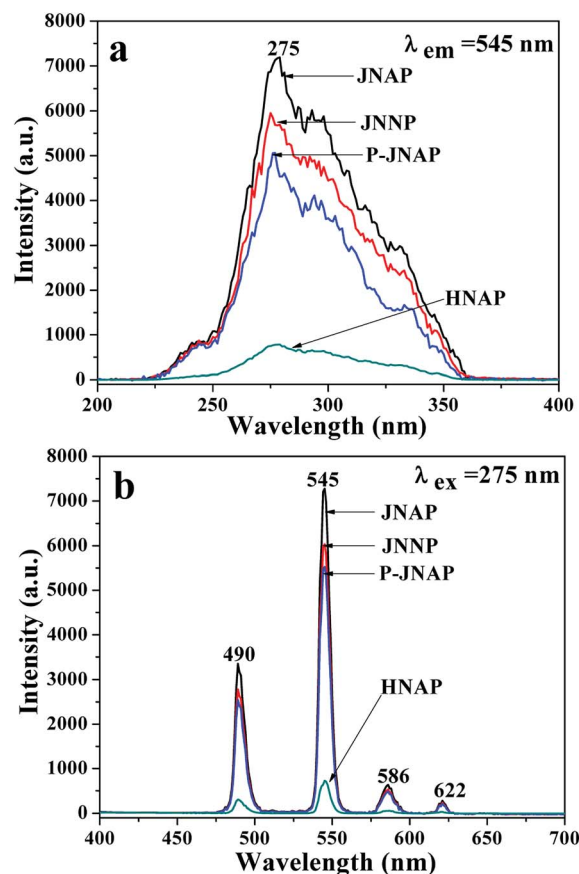 a
275
λ em =545 nm
JNAP
JNNP
P-JNAP
HNAP
8000
7000
6000
5000
4000
3000
2000
1000
0
Intensity (a.u.)
200 250 300 350 400
Wavelength (nm)
b
545
λ ex =275 nm
JNAP
JNNP
P-JNAP
490
HNAP
586
622
8000
7000
6000
5000
4000
3000
2000
1000
0
Intensity (a.u.)
400 450 500 550 600 650 700
Wavelength (nm)